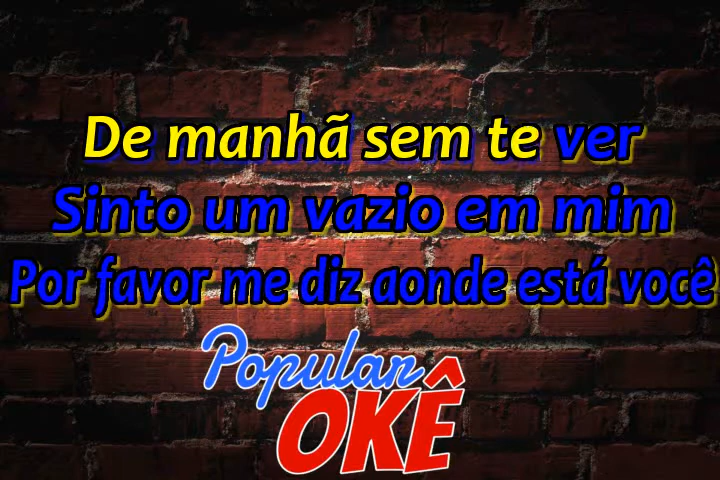 De manhã sem te ver
Sinto um vazio em mim
Por favor me diz aonde está você
Popular
OKÊ